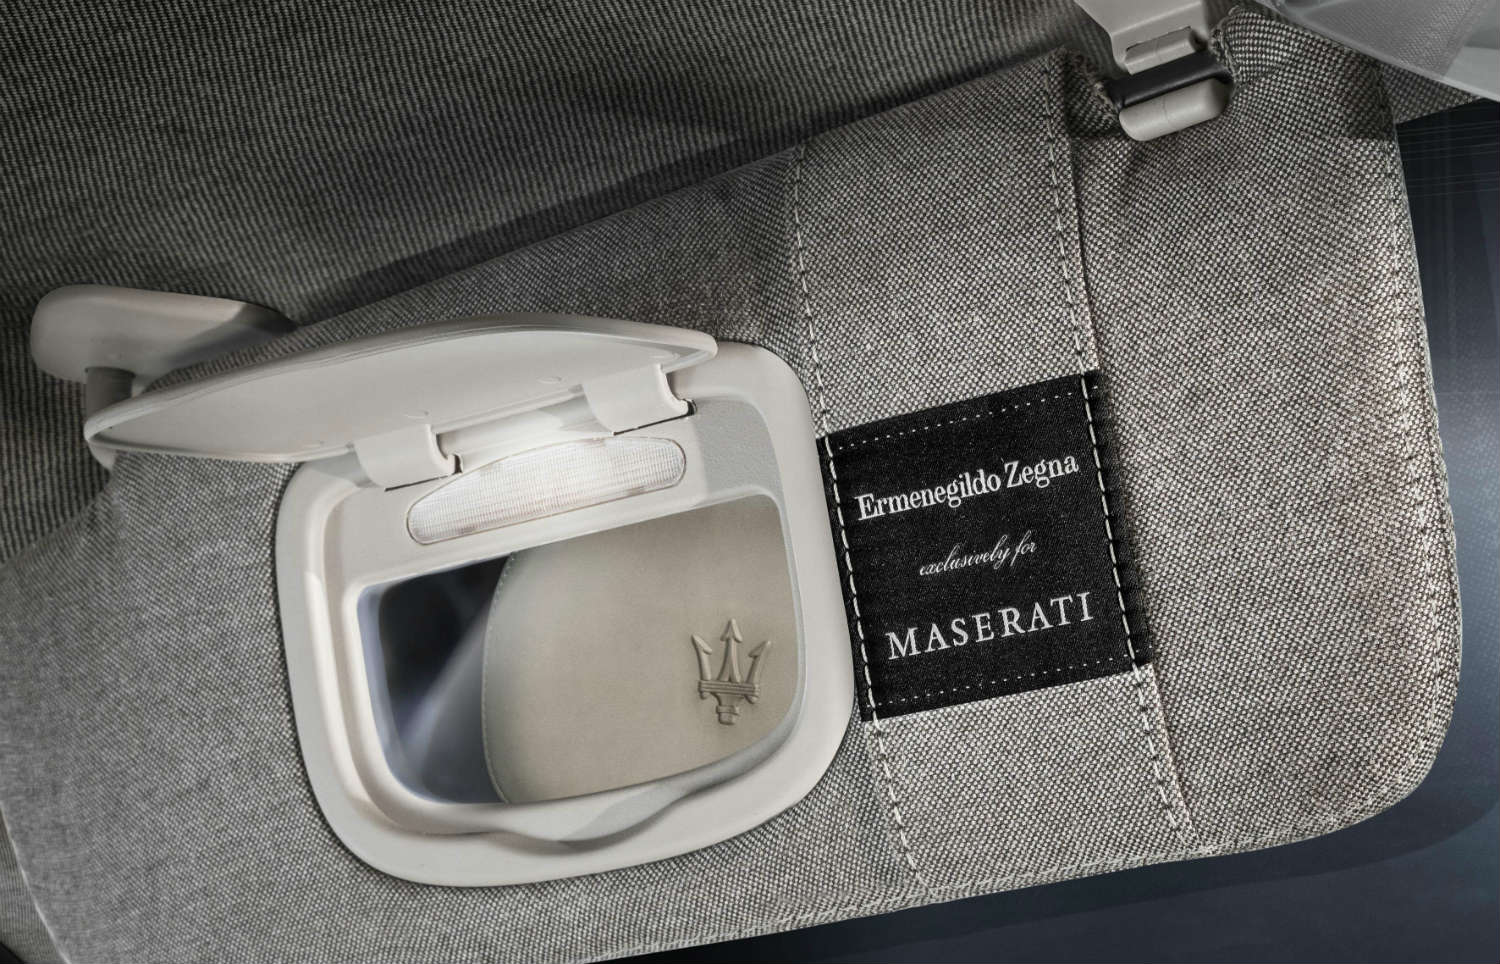 Ermenegildo Zegna
exclusively for
MASERATI